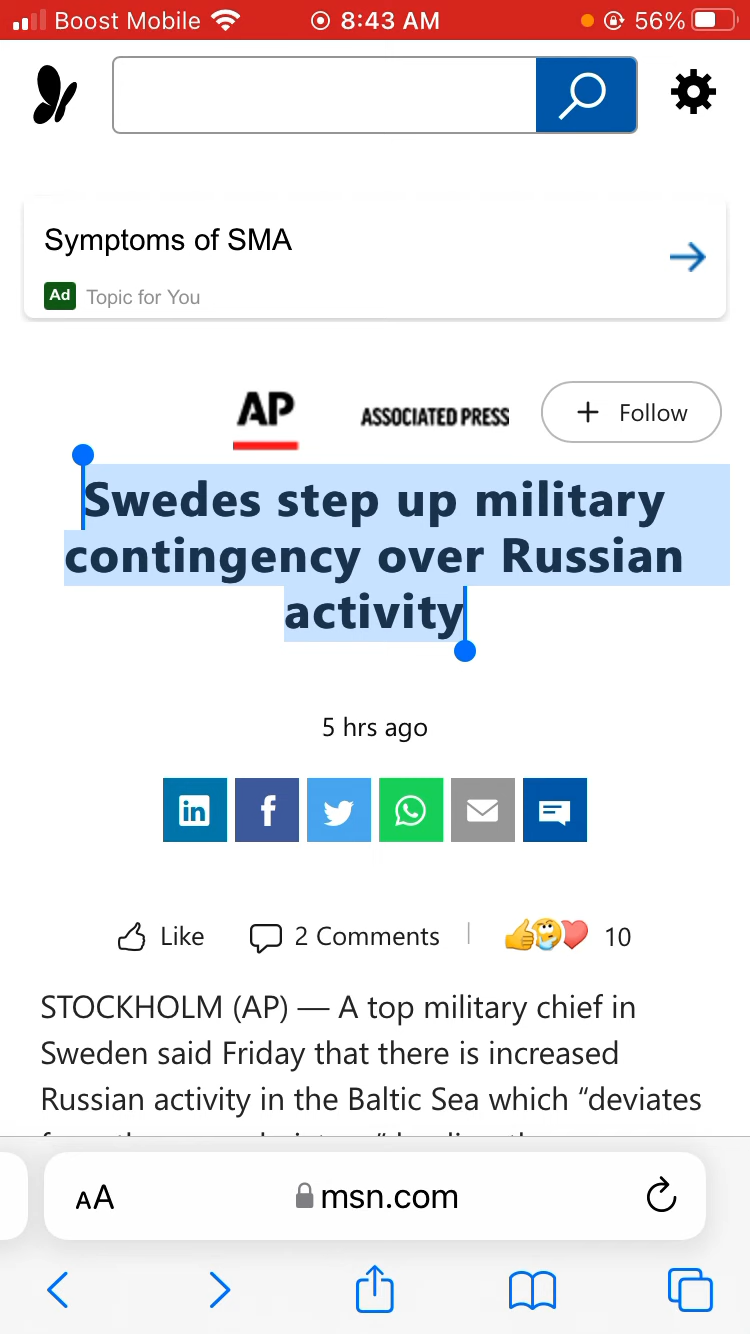 Boost Mobile 8:43 AM 56%
Symptoms of SMA
Ad Topic for You
AP ASSOCIATED PRESS + Follow
Swedes step up military
contingency over Russian
activity
5 hrs ago
in f
Like 2 Comments 10
STOCKHOLM (AP) — A top military chief in
Sweden said Friday that there is increased
Russian activity in the Baltic Sea which “deviates
AA msn.com